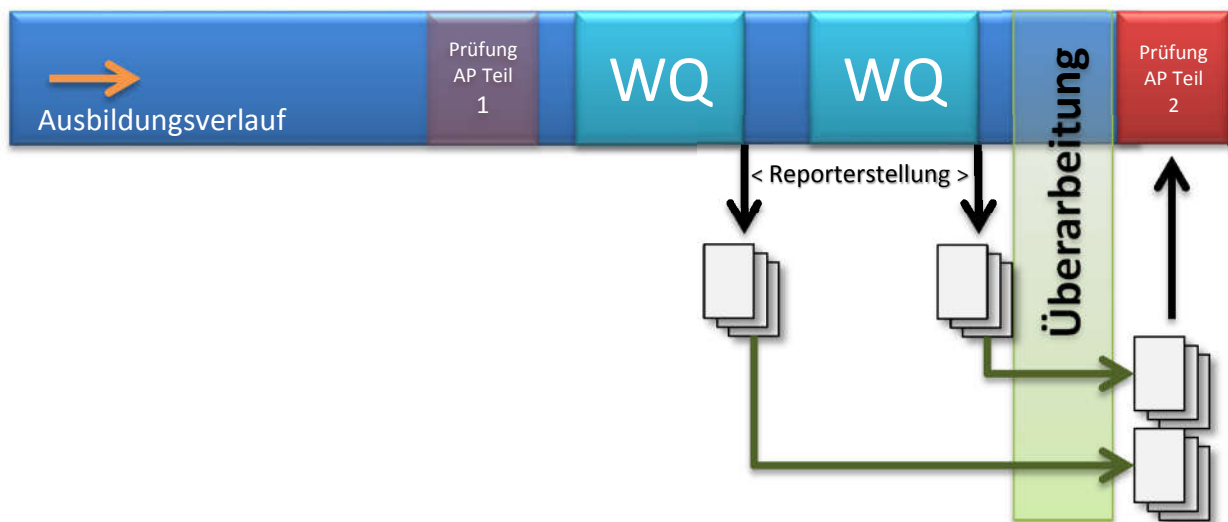 Ausbildungsverlauf
Prüfung
AP Teil
1
WQ
WQ
Überarbeitung
Prüfung
AP Teil
2
< Reporterstellung >